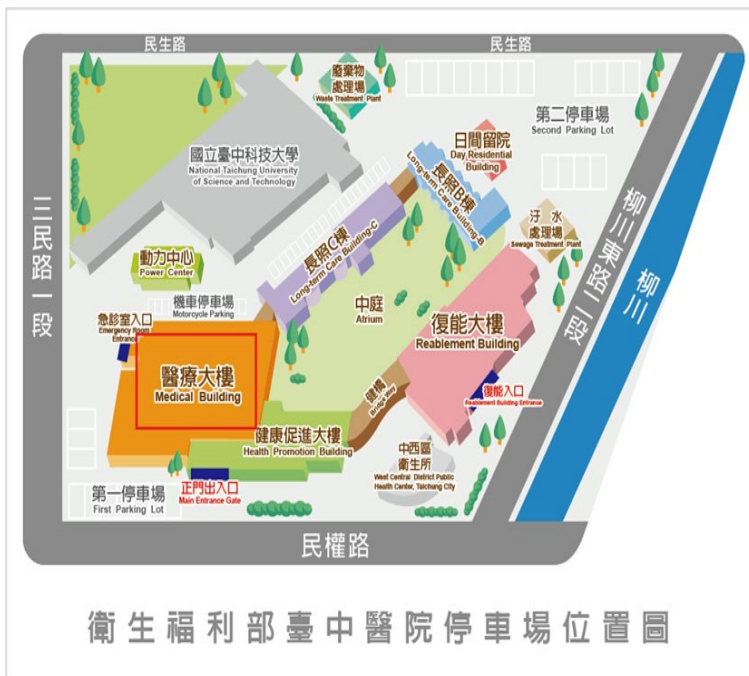 民生路
民生路
廢棄物
處理場
Waste Treatment Plant
第二停車場
Second Parking Lot
日間留院
Day Residential
Building
國立臺中科技大學
National Taichung University
of Science and Technology
長照B棟
Long-term Care Building-B
三民路一段
長照C棟
Long-term Care Building-C
汙水
處理場
Sewage Treatment Plant
柳川東路二段
柳川
動力中心
Power Center
機車停車場
Motorcycle Parking
中庭
Atrium
急診室入口
Emergency Room
Entrance
復能大樓
Reablement Building
醫療大樓
Medical Building
健橋
Bridge Way
復能入口
Reablement Building Entrance
健康促進大樓
Health Promotion Building
中西區
衛生所
West Central District Public
Health Center, Taichung City
第一停車場
First Parking Lot
正門出入口
Main Entrance Gate
民權路
衛生福利部臺中醫院停車場位置圖